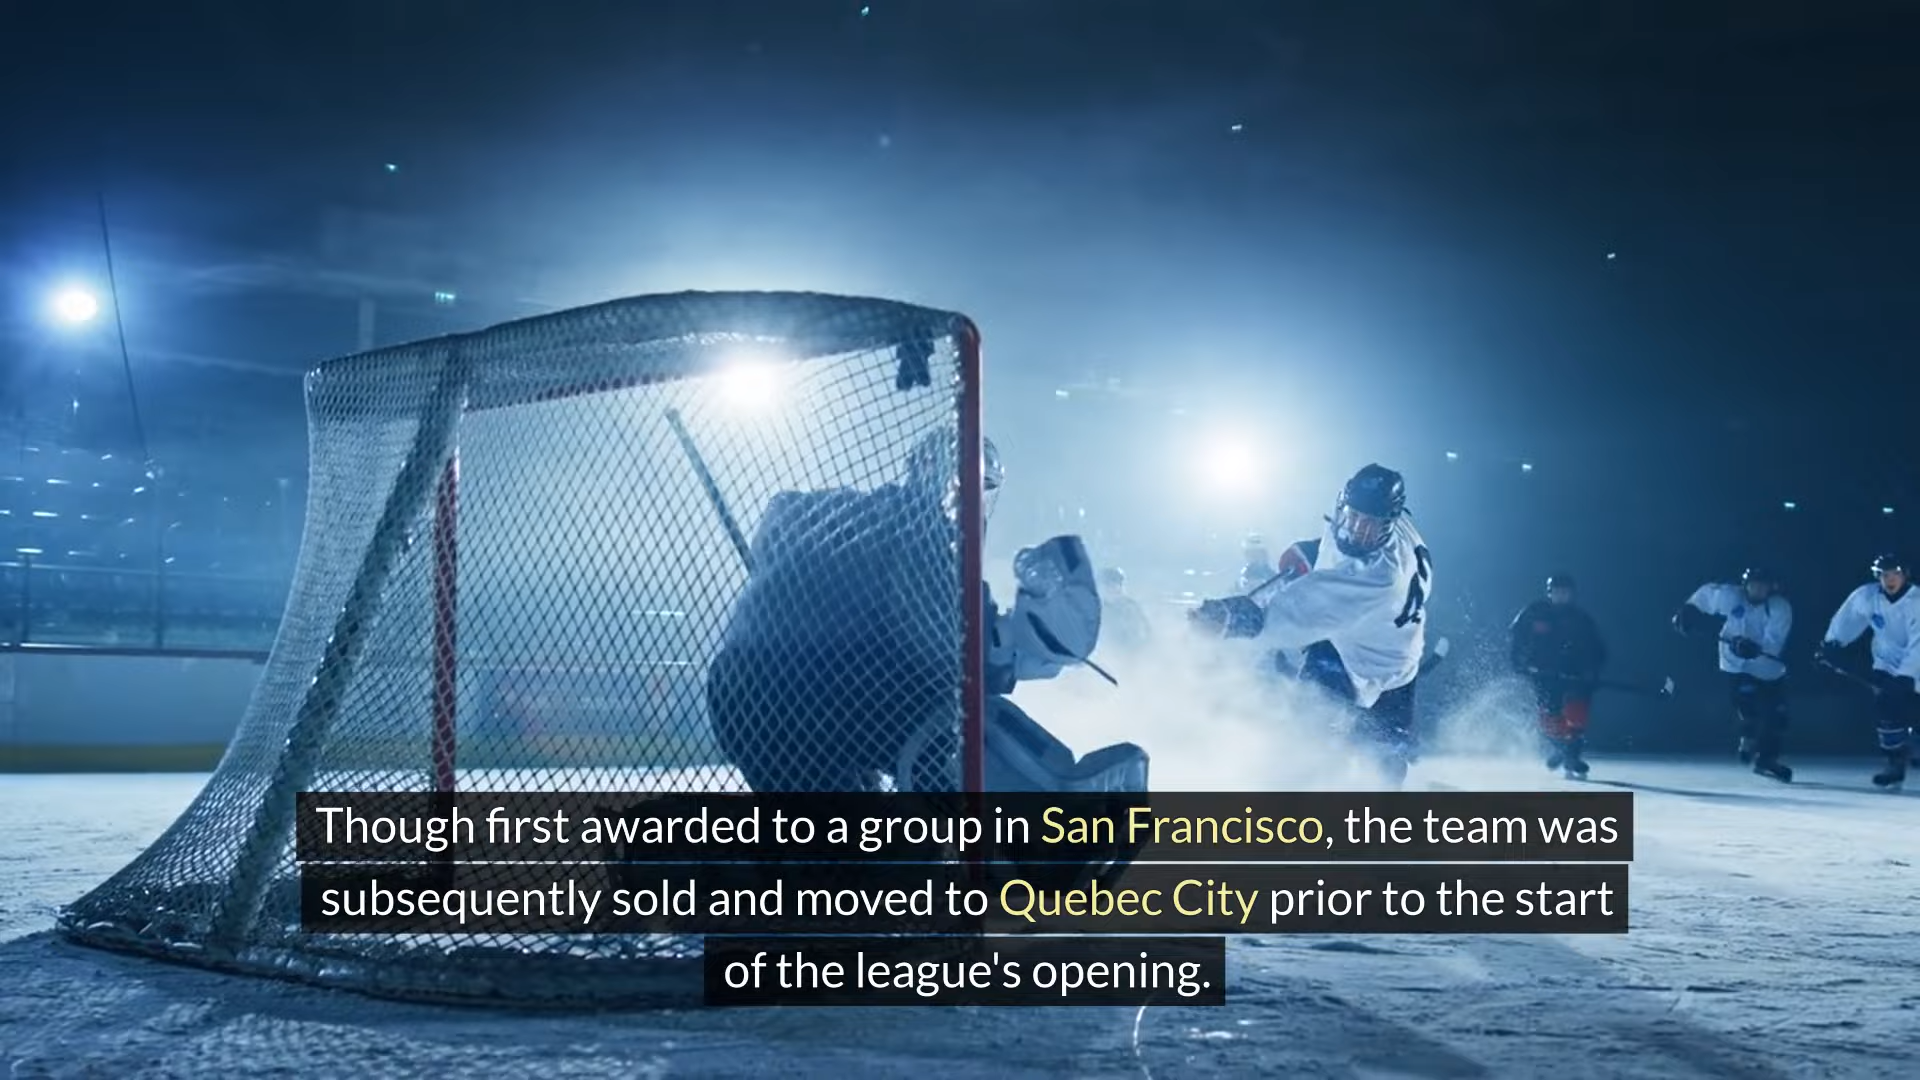 Though first awarded to a group in San Francisco, the team was
subsequently sold and moved to Quebec City prior to the start
of the league's opening.